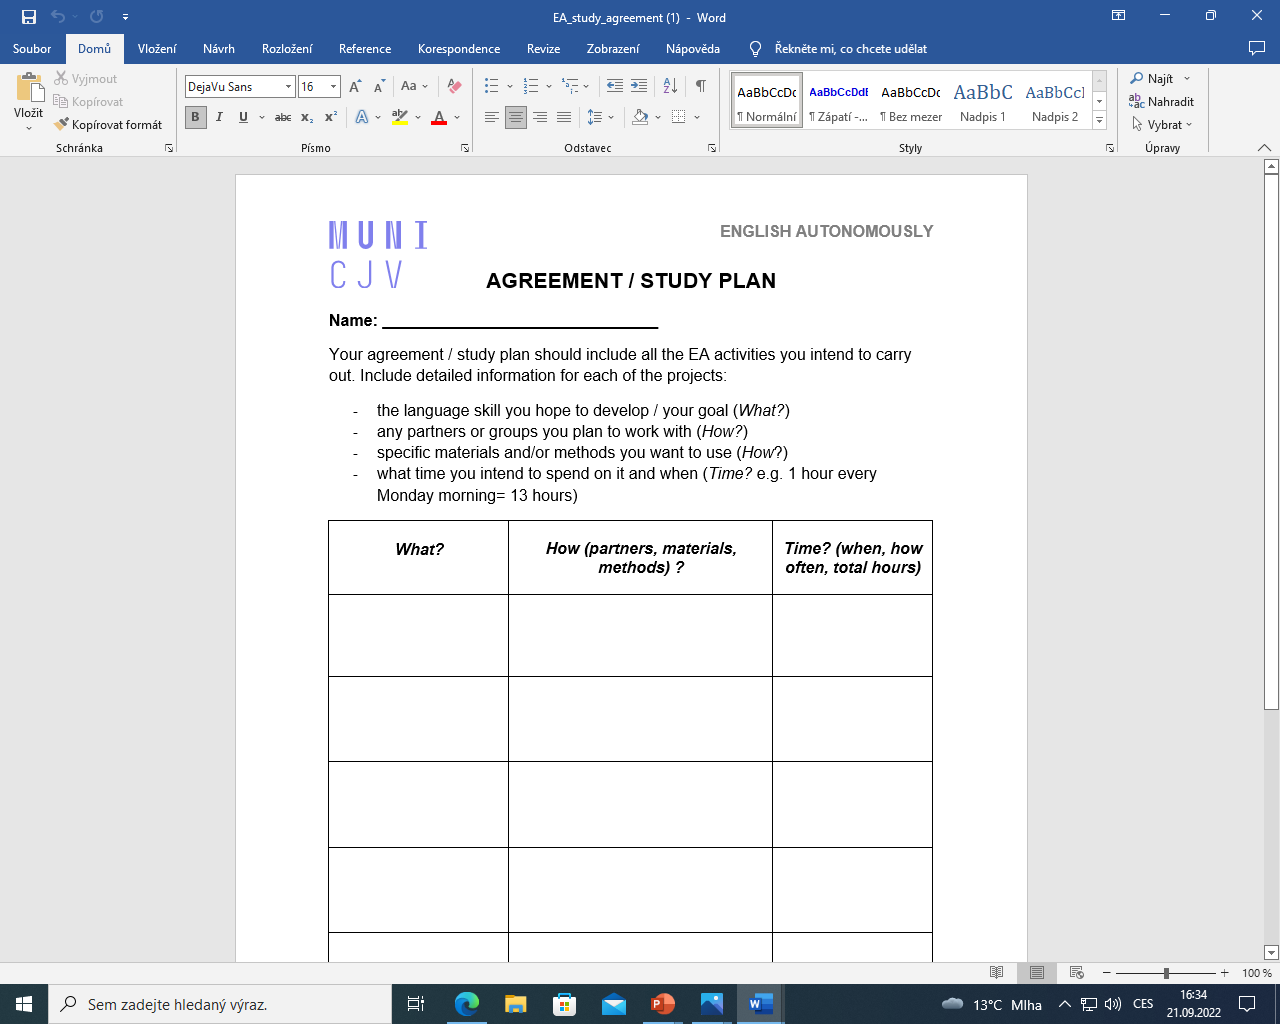 EA_study_agreement (1) - Word
Soubor Domů Vložení Návrh Rozložení Reference Korespondence Revize Zobrazení Nápověda Řekněte mi, co chcete udělat
Vložit
Vyjmout
Kopírovat
Kopírovat formát
Schránka
DejaVu Sans 16
Písmo
Odstavec
AaBbCcDc AaBbCcDdE AaBbCcDc AaBbC AaBbCcI
¶ Normální ¶ Zápatí -... ¶ Bez mezer Nadpis 1 Nadpis 2
Styly
Najít
Nahradit
Vybrat
Úpravy
MUNI
CJV
ENGLISH AUTONOMOUSLY
AGREEMENT / STUDY PLAN
Name: _______________________________
Your agreement / study plan should include all the EA activities you intend to carry
out. Include detailed information for each of the projects:
- the language skill you hope to develop / your goal (What?)
- any partners or groups you plan to work with (How?)
- specific materials and/or methods you want to use (How?)
- what time you intend to spend on it and when (Time? e.g. 1 hour every
Monday morning= 13 hours)
What?
How (partners, materials,
methods) ?
Time? (when, how
often, total hours)
100 %
Sem zadejte hledaný výraz.
13°C Mlha
CES
16:34
21.09.2022